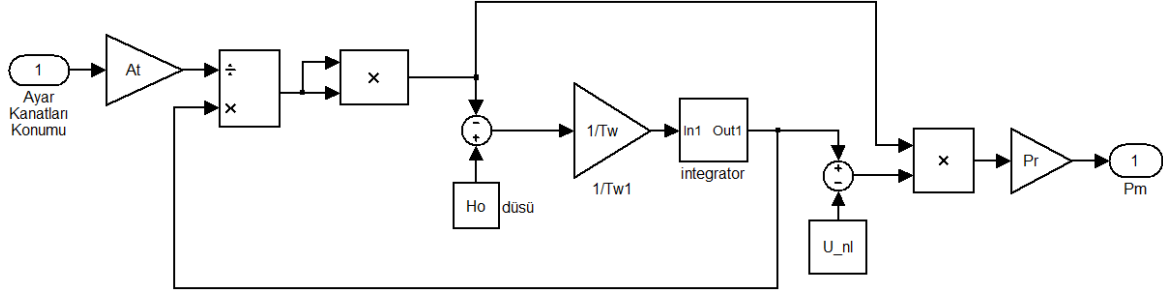 1
Ayar
Kanatları
Konumu
At
÷
×
×
-
+
Ho
düsü
1/Tw
1/Tw1
In1 Out1
integrator
+
-
U_nl
×
Pr
1
Pm